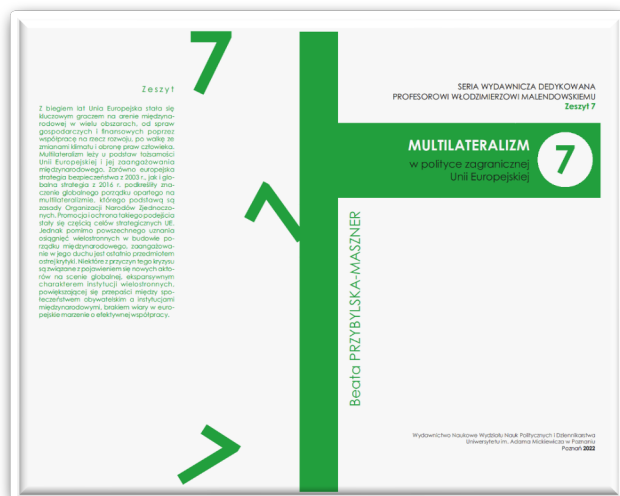 Zeszyt 7
Z biegiem lat Unia Europejska stała się
kluczowym graczem na arenie międzyna-
rodowej w wielu obszarach, od spraw
gospodarczych i finansowych poprzez
współpracę na rzecz rozwoju, po walkę ze
zmianami klimatu i obronę praw człowieka.
Multilateralizm leży u podstaw tożsamości
Unii Europejskiej i jej zaangażowania
międzynarodowego. Zarówno europejska
strategia bezpieczeństwa z 2003 r., jak i glo-
balna strategia z 2016 r. podkreśliły zna-
czenie globalnego porządku opartego na
multilateralizmie, którego podstawą są
zasady Organizacji Narodów Zjednoczo-
nych. Promocja i ochrona takiego podejścia
stały się częścią celów strategicznych UE.
Jednak pomimo powszechnego uznania
osiągnięć wielostronnych w budowie po-
rządku międzynarodowego, zaangażowa-
nie w jego duchu jest ostatnio przedmiotem
ostrej krytyki. Niektóre z przyczyn tego kryzysu
są związane z pojawieniem się nowych akto-
rów na scenie globalnej, ekspansywnym
charakterem instytucji wielostronnych,
powiększającej się przepaści między spo-
łeczeństwem obywatelskim a instytucjami
międzynarodowymi, brakiem wiary w euro-
pejskie marzenie o efektywnej współpracy.
7
7
Beata PRZYBYLSKA-MASZNER
SERIA WYDAWNICZA DEDYKOWANA
PROFESOROWI WŁODZIMIERZOWI MALENDOWSKIEMU
Zeszyt 7
MULTILATERALIZM
w polityce zagranicznej
Unii Europejskiej
7
Wydawnictwo Naukowe Wydziału Nauk Politycznych i Dziennikarstwa
Uniwersytetu im. Adama Mickiewicza w Poznaniu
Poznań 2022